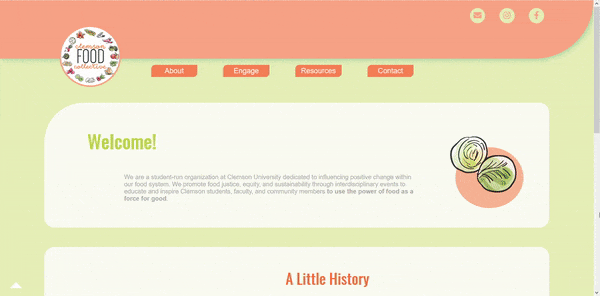 clemson
FOOD
collective
About
Engage
Resources
Contact
Welcome!
We are a student-run organization at Clemson University dedicated to influencing positive change within
our food system. We promote food justice, equity, and sustainability through interdisciplinary events to
educate and inspire Clemson students, faculty, and community members to use the power of food as a
force for good.
A Little History